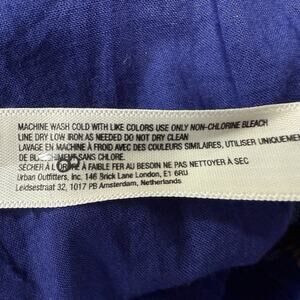 MACHINE WASH COLD WITH LIKE COLORS USE ONLY NON-CHLORINE BLEACH
LINE DRY LOW IRON AS NEEDED DO NOT DRY CLEAN
LAVAGE EN MACHINE À FROID AVEC DES COULEURS SIMILAIRES, UTILISER UNIQUEMENT
DE SANS CHLORE.
SÉCHER À L'ORDRE À FAIBLE FER AU BESOIN NE PAS NETTOYER À SEC
Urban Outfitters, Inc. 146 Brick Lane London, E1 6RU
Leidsestraat 32, 1017 PB Amsterdam, Netherlands